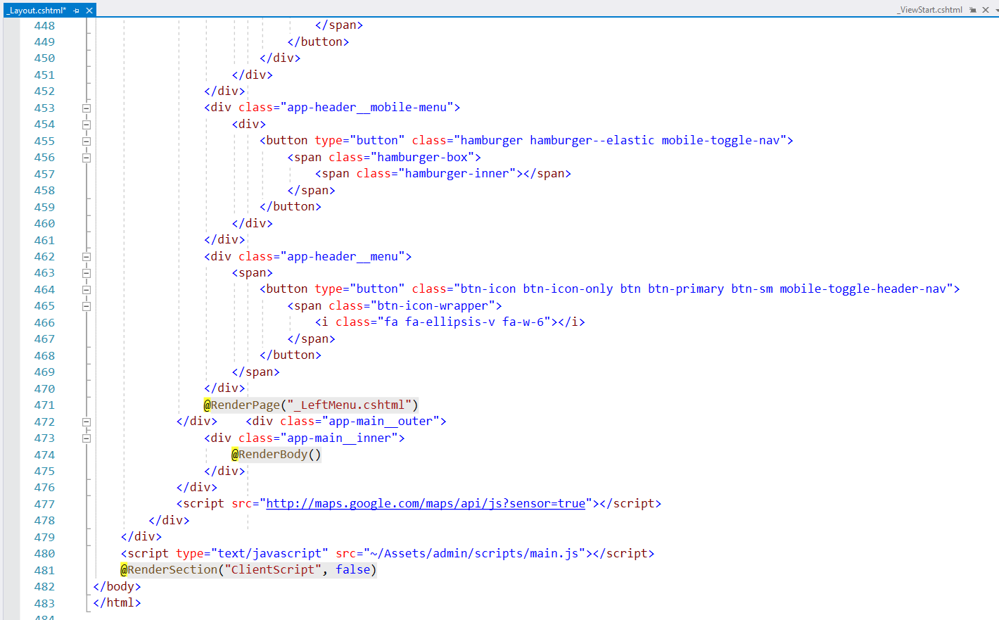 _Layout.cshtml*
_ViewStart.cshtml
448 </span>
449 </button>
450 </div>
451 </div>
452 </div>
453 <div class="app-header__mobile-menu">
454 <div>
455 <button type="button" class="hamburger hamburger--elastic mobile-toggle-nav">
456 <span class="hamburger-box">
457 <span class="hamburger-inner"></span>
458 </span>
459 </button>
460 </div>
461 </div>
462 <div class="app-header__menu">
463 <span>
464 <button type="button" class="btn-icon btn-icon-only btn btn-primary btn-sm mobile-toggle-header-nav">
465 <span class="btn-icon-wrapper">
466 <i class="fa fa-ellipsis-v fa-w-6"></i>
467 </span>
468 </button>
469 </span>
470 </div>
471 @RenderPage("_LeftMenu.cshtml")
472 </div>    <div class="app-main__outer">
473 <div class="app-main__inner">
474 @RenderBody()
475 </div>
476 </div>
477 <script src="http://maps.google.com/maps/api/js?sensor=true"></script>
478 </div>
479 </div>
480 <script type="text/javascript" src="~/Assets/admin/scripts/main.js"></script>
481 @RenderSection("ClientScript", false)
482 </body>
483 </html>
484